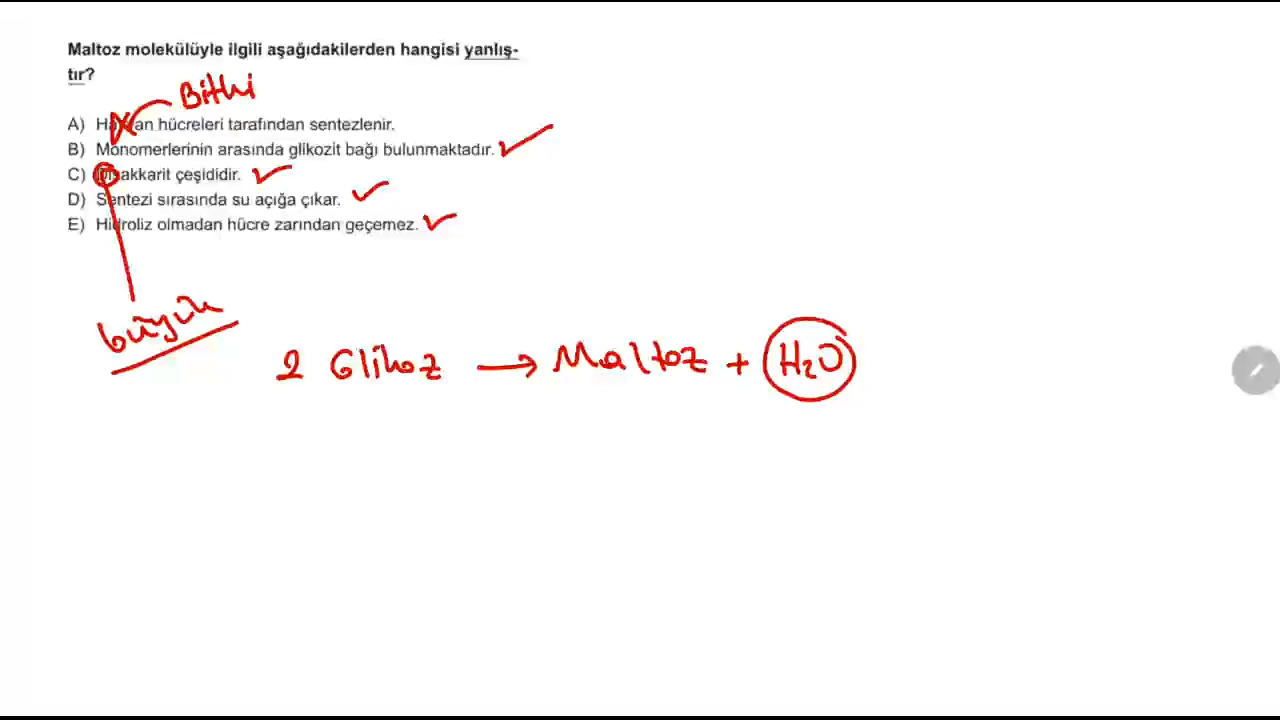 Maltoz molekülüyle ilgili aşağıdakilerden hangisi yanlış-
tır?
Bitki
A) Hayvan hücreleri tarafından sentezlenir.
B) Monomerlerinin arasında glikozit bağı bulunmaktadır.
C) Disakkarit çeşididir.
D) Sentezi sırasında su açığa çıkar.
E) Hidroliz olmadan hücre zarından geçemez.
büyük
2 Glikoz → Maltoz + H₂O